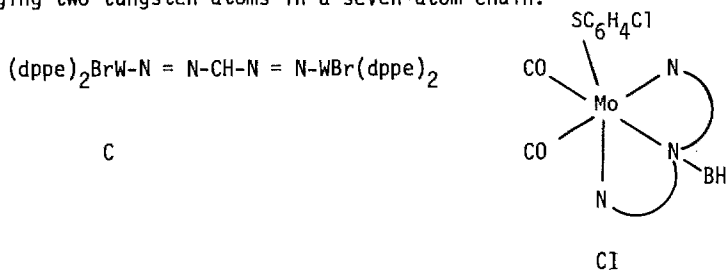 ging two tungsten atoms in a seven-atom chain.
SC6H4Cl
(dppe)2BrW-N = N-CH-N = N-WBr(dppe)2
CO
N
Mo
CO
N
BH
C
N
CI